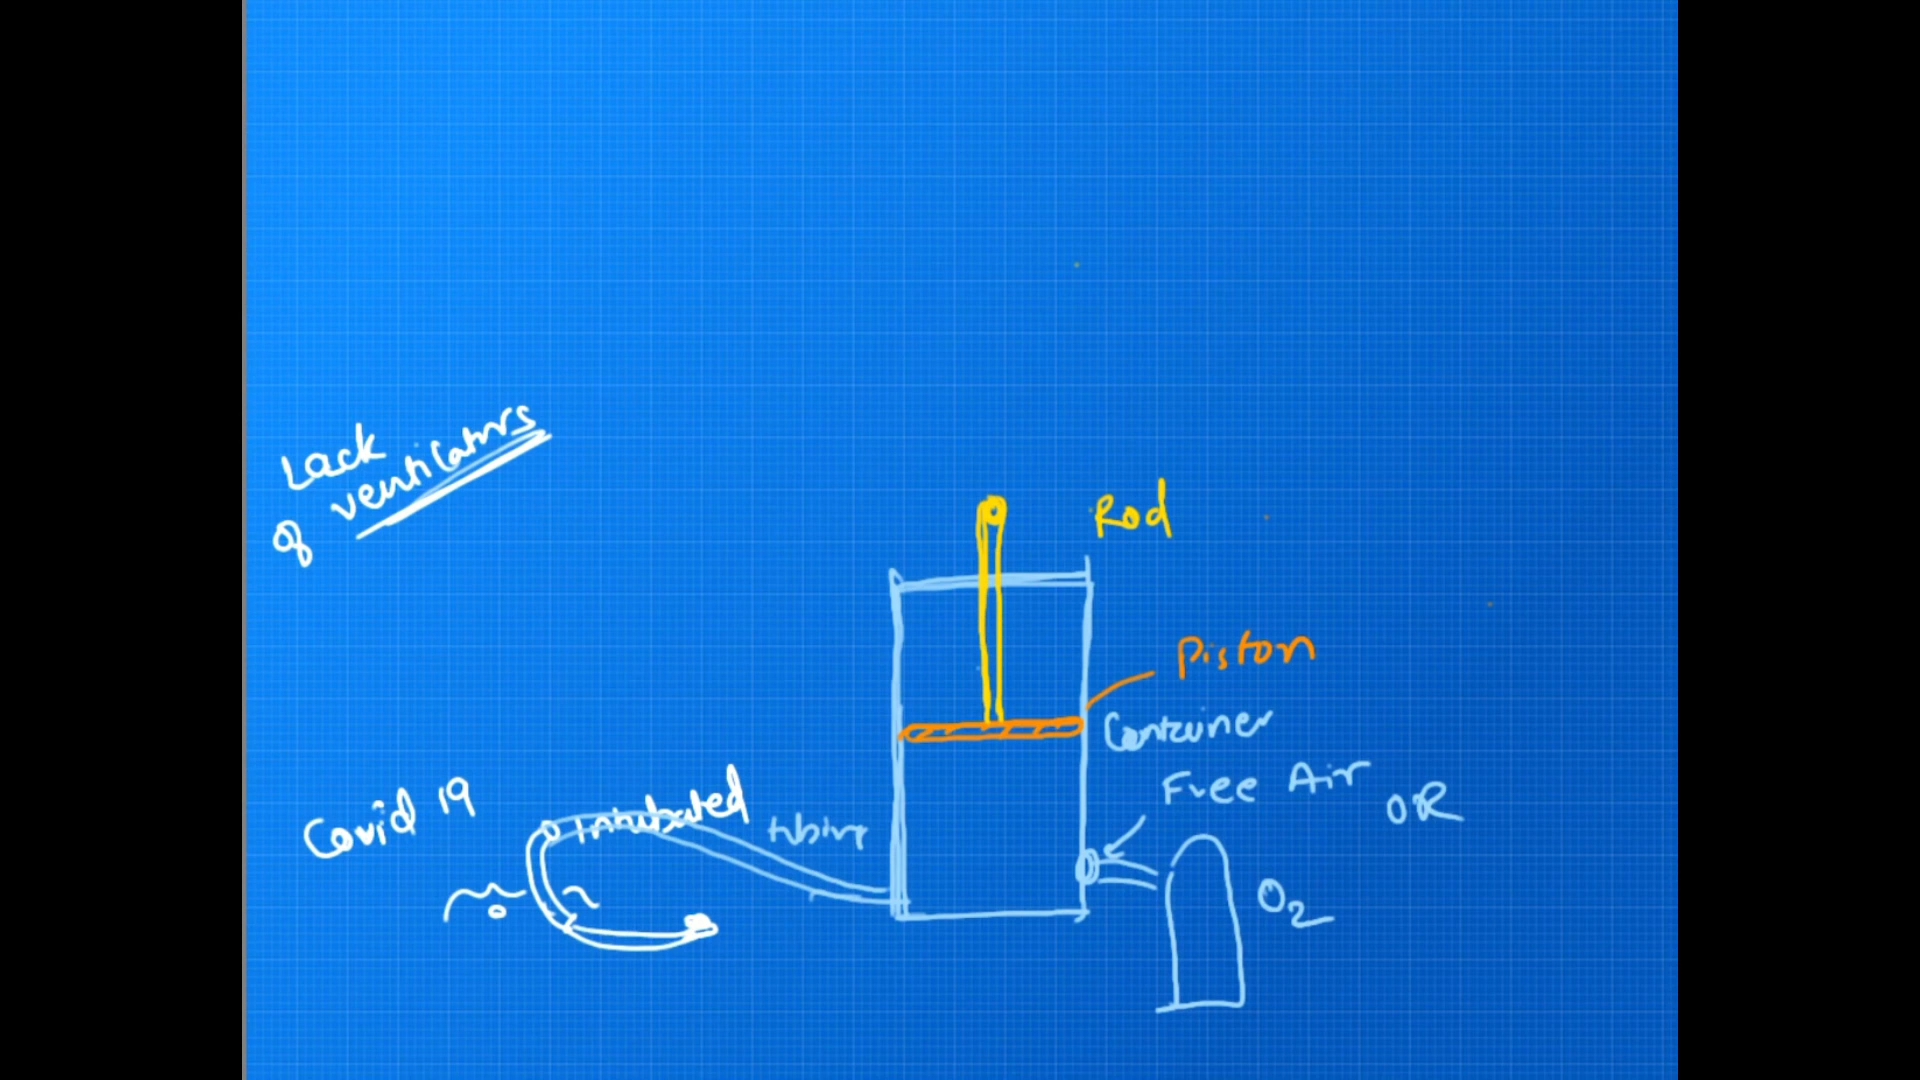 Lack
of ventilators
Rod
Piston
Container
Free Air OR
Covid 19
Intubated
tubing
O2